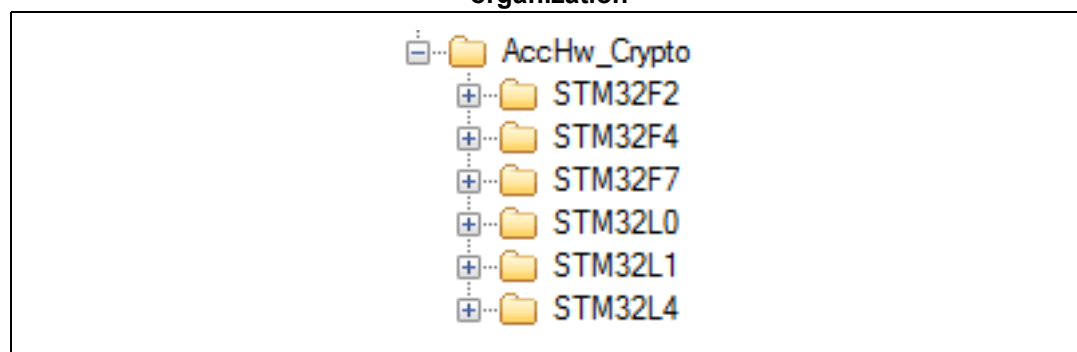 organization
AccHw_Crypto
STM32F2
STM32F4
STM32F7
STM32L0
STM32L1
STM32L4